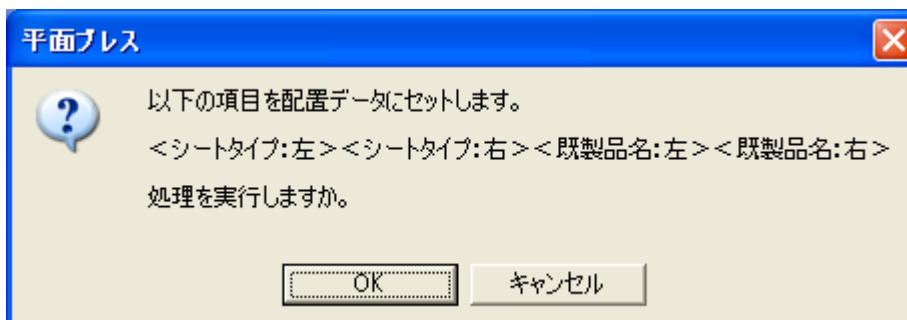 平面ブレス
以下の項目を配置データにセットします。
＜シートタイプ:左＞＜シートタイプ:右＞＜既製品名:左＞＜既製品名:右＞
処理を実行しますか。
OK
キャンセル